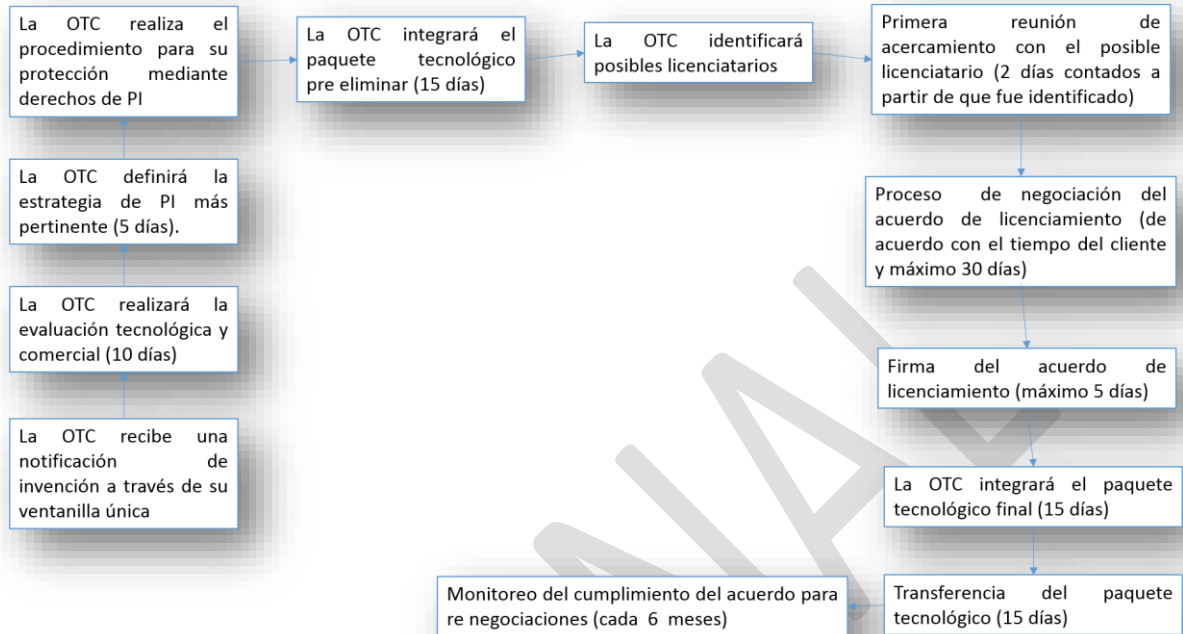 La OTC realiza el
procedimiento para su
protección mediante
derechos de PI
La OTC integrará el
paquete tecnológico
pre eliminar (15 días)
La OTC identificará
posibles licenciatarios
Primera reunión de
acercamiento con el posible
licenciatario (2 días contados a
partir de que fue identificado)
La OTC definirá la
estrategia de PI más
pertinente (5 días).
Proceso de negociación del
acuerdo de licenciamiento (de
acuerdo con el tiempo del cliente
y máximo 30 días)
La OTC realizará la
evaluación tecnológica y
comercial (10 días)
Firma del acuerdo de
licenciamiento (máximo 5 días)
La OTC recibe una
notificación de
invención a través de su
ventanilla única
La OTC integrará el paquete
tecnológico final (15 días)
Transferencia del paquete
tecnológico (15 días)
Monitoreo del cumplimiento del acuerdo para
re negociaciones (cada 6 meses)